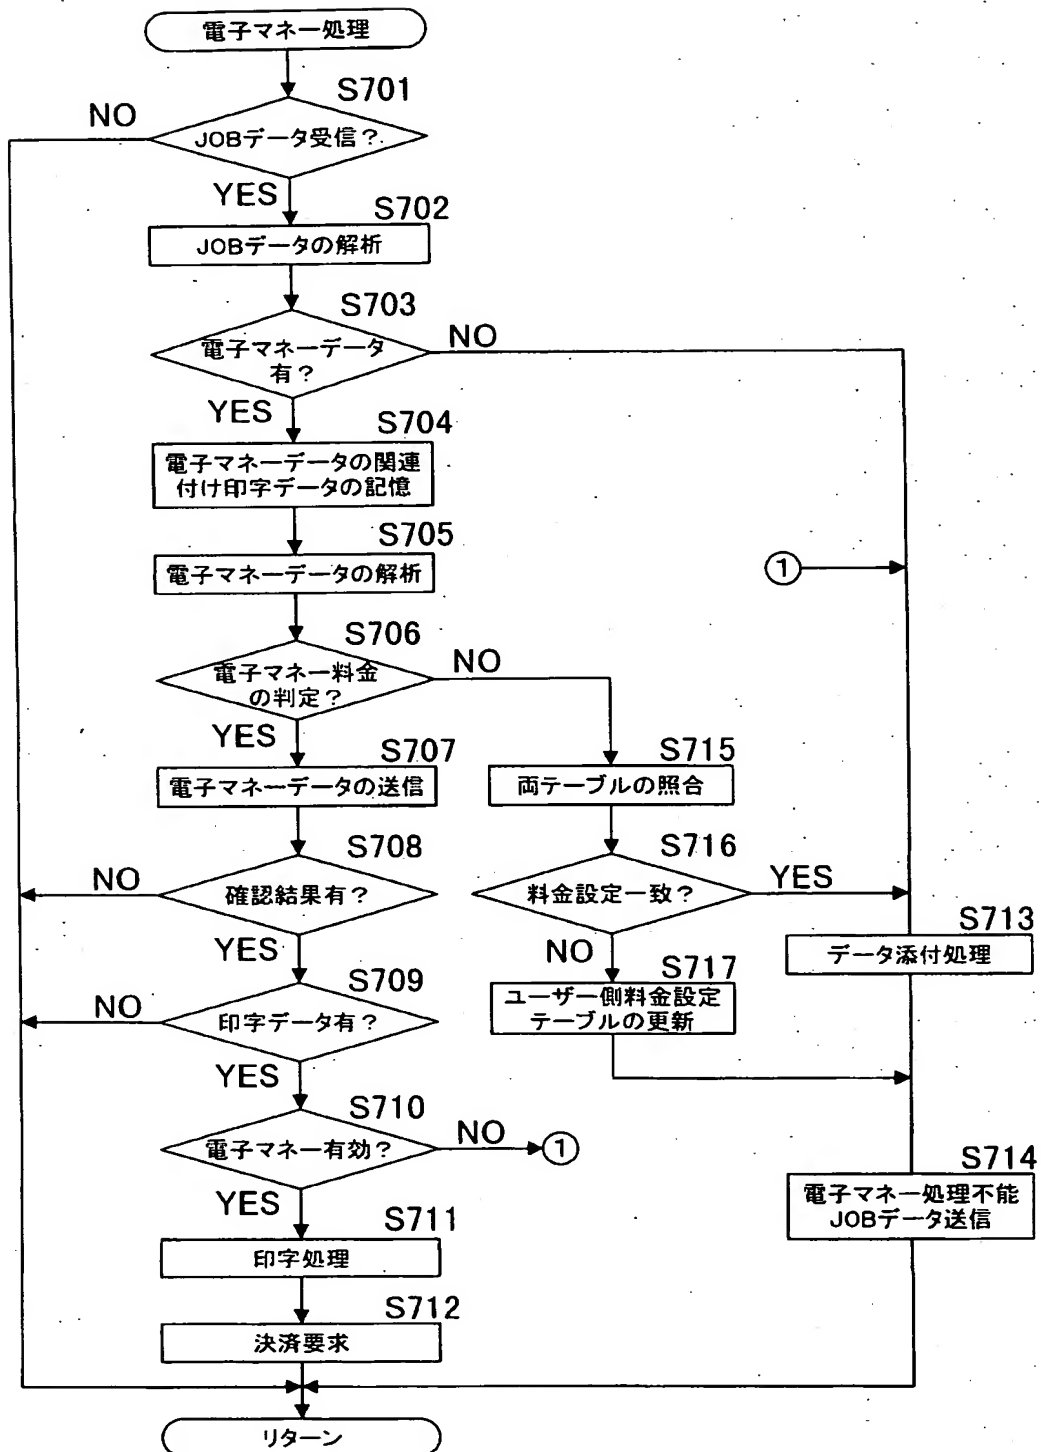 電子マネー処理
S701
NO
JOBデータ受信?
YES
S702
JOBデータの解析
S703
NO
電子マネーデータ
有?
YES
S704
電子マネーデータの関連
付け印字データの記憶
S705
電子マネーデータの解析
①
S706
NO
電子マネー料金
の判定?
YES
S707
電子マネーデータの送信
S715
両テーブルの照合
S708
NO
確認結果有?
YES
S716
料金設定一致?
YES
NO
S713
データ添付処理
S709
NO
印字データ有?
YES
S717
ユーザー側料金設定
テーブルの更新
S710
電子マネー有効?
NO
①
YES
S714
電子マネー処理不能
JOBデータ送信
S711
印字処理
S712
決済要求
リターン